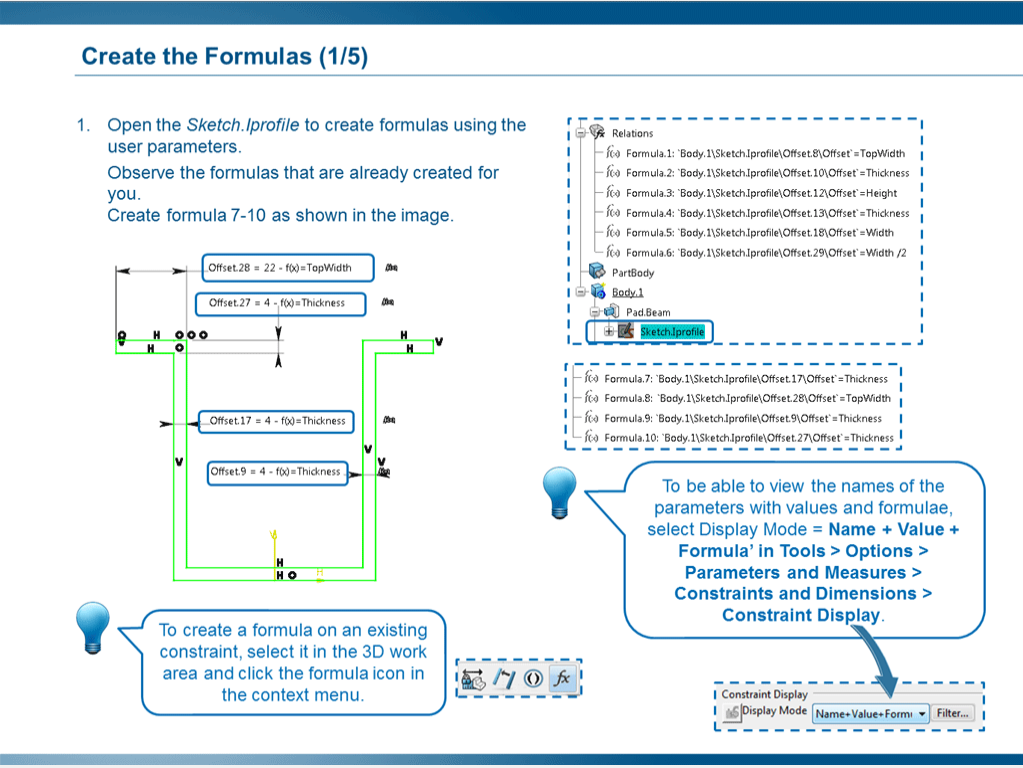 Create the Formulas (1/5)
1. Open the Sketch.Iprofile to create formulas using the
user parameters.
Observe the formulas that are already created for
you.
Create formula 7-10 as shown in the image.
Offset.28 = 22 - f(x)=TopWidth
Offset.27 = 4 - f(x)=Thickness
H
H
H
H
V
Offset.17 = 4 - f(x)=Thickness
V
V
V
Offset.9 = 4 - f(x)=Thickness
V
H
H
H
To create a formula on an existing
constraint, select it in the 3D work
area and click the formula icon in
the context menu.
fx
Relations
f(x) Formula.1: `Body.1\Sketch.Iprofile\Offset.8\Offset`=TopWidth
f(x) Formula.2: `Body.1\Sketch.Iprofile\Offset.10\Offset`=Thickness
f(x) Formula.3: `Body.1\Sketch.Iprofile\Offset.12\Offset`=Height
f(x) Formula.4: `Body.1\Sketch.Iprofile\Offset.13\Offset`=Thickness
f(x) Formula.5: `Body.1\Sketch.Iprofile\Offset.18\Offset`=Width
f(x) Formula.6: `Body.1\Sketch.Iprofile\Offset.29\Offset`=Width /2
PartBody
Body.1
Pad.Beam
Sketch.Iprofile
f(x) Formula.7: `Body.1\Sketch.Iprofile\Offset.17\Offset`=Thickness
f(x) Formula.8: `Body.1\Sketch.Iprofile\Offset.28\Offset`=TopWidth
f(x) Formula.9: `Body.1\Sketch.Iprofile\Offset.9\Offset`=Thickness
f(x) Formula.10: `Body.1\Sketch.Iprofile\Offset.27\Offset`=Thickness
To be able to view the names of the
parameters with values and formulae,
select Display Mode = Name + Value +
Formula’ in Tools > Options >
Parameters and Measures >
Constraints and Dimensions >
Constraint Display.
Constraint Display
Display Mode Name+Value+Formu Filter...